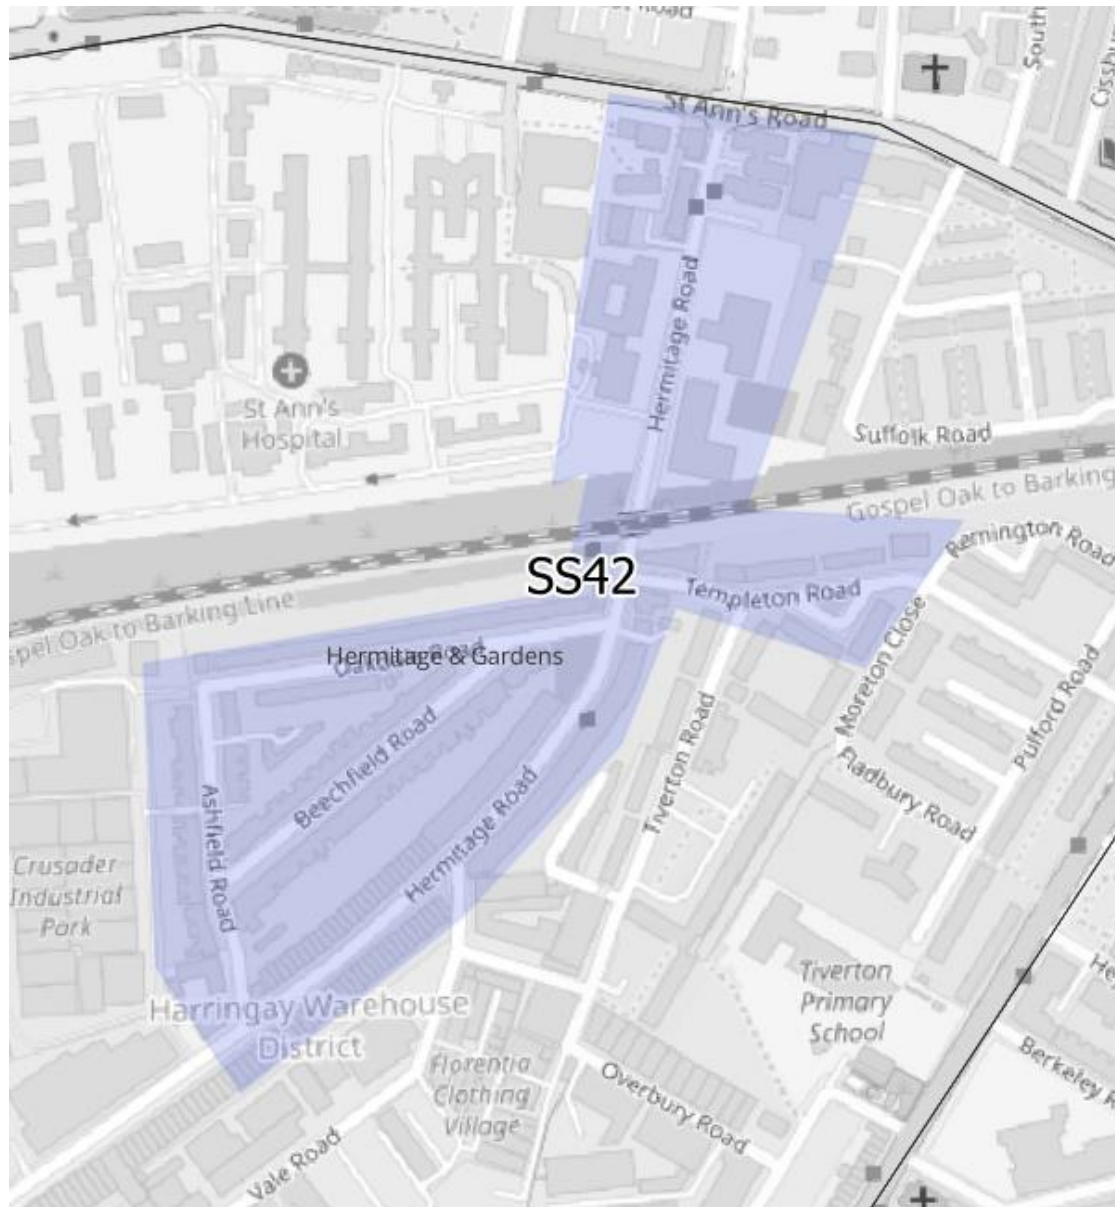 St Ann's Road
South
Hermitage Road
St Ann's
Hospital
Suffolk Road
Gospel Oak to Barking
Remington Road
SS42
Templeton Road
spel Oak to Barking Line
Hermitage & Gardens
Road
Moreton Close
Pulford Road
Beechfield Road
Tiverton Road
Fladbury Road
Ashfield Road
Hermitage Road
Crusader
Industrial
Park
Tiverton
Primary
School
Harringay Warehouse
District
Florentia
Clothing
Village
Overbury Road
Berkeley R
Vale Road